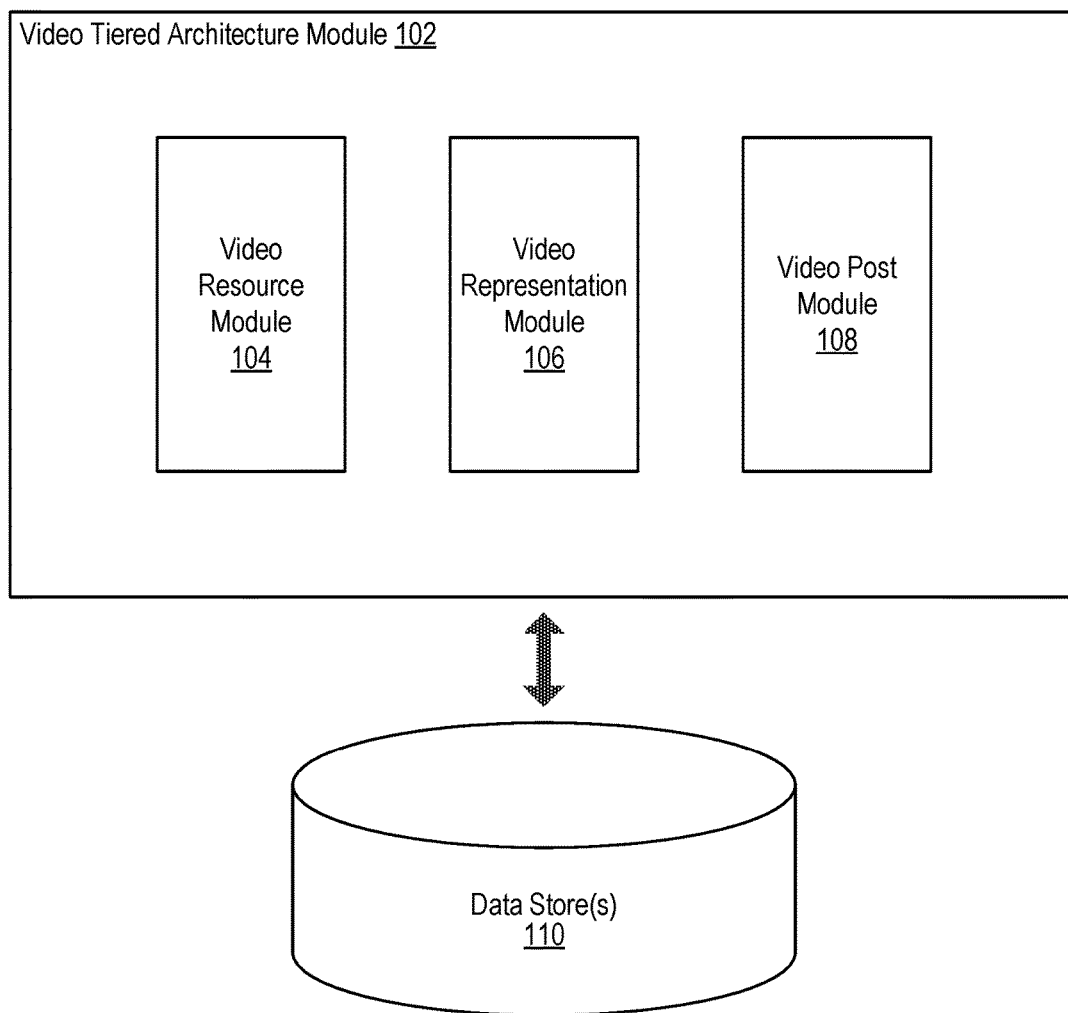 Video Tiered Architecture Module 102
Video
Resource
Module
104
Video
Representation
Module
106
Video Post
Module
108
Data Store(s)
110